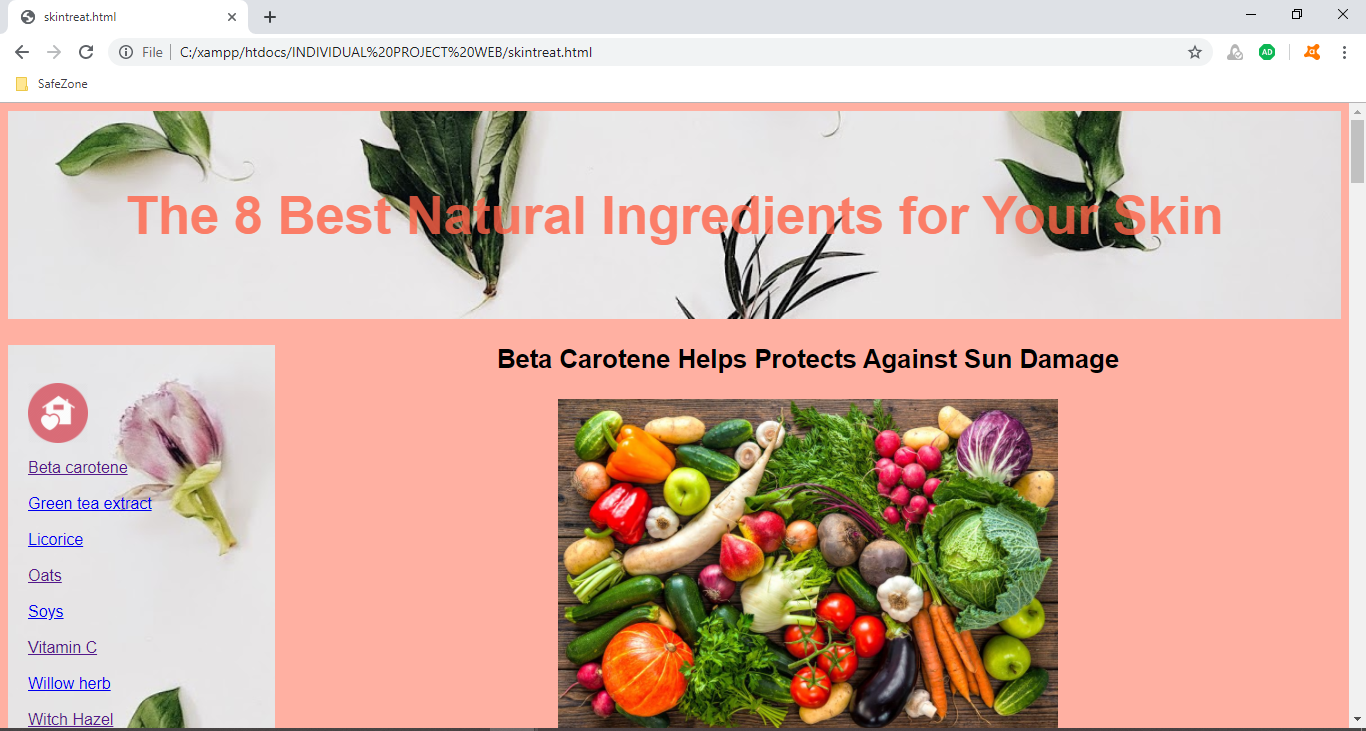 skintreat.html
File C:/xampp/htdocs/INDIVIDUAL%20PROJECT%20WEB/skintreat.html
AD
SafeZone
The 8 Best Natural Ingredients for Your Skin
Beta Carotene Helps Protects Against Sun Damage
Beta carotene
Green tea extract
Licorice
Oats
Soys
Vitamin C
Willow herb
Witch Hazel